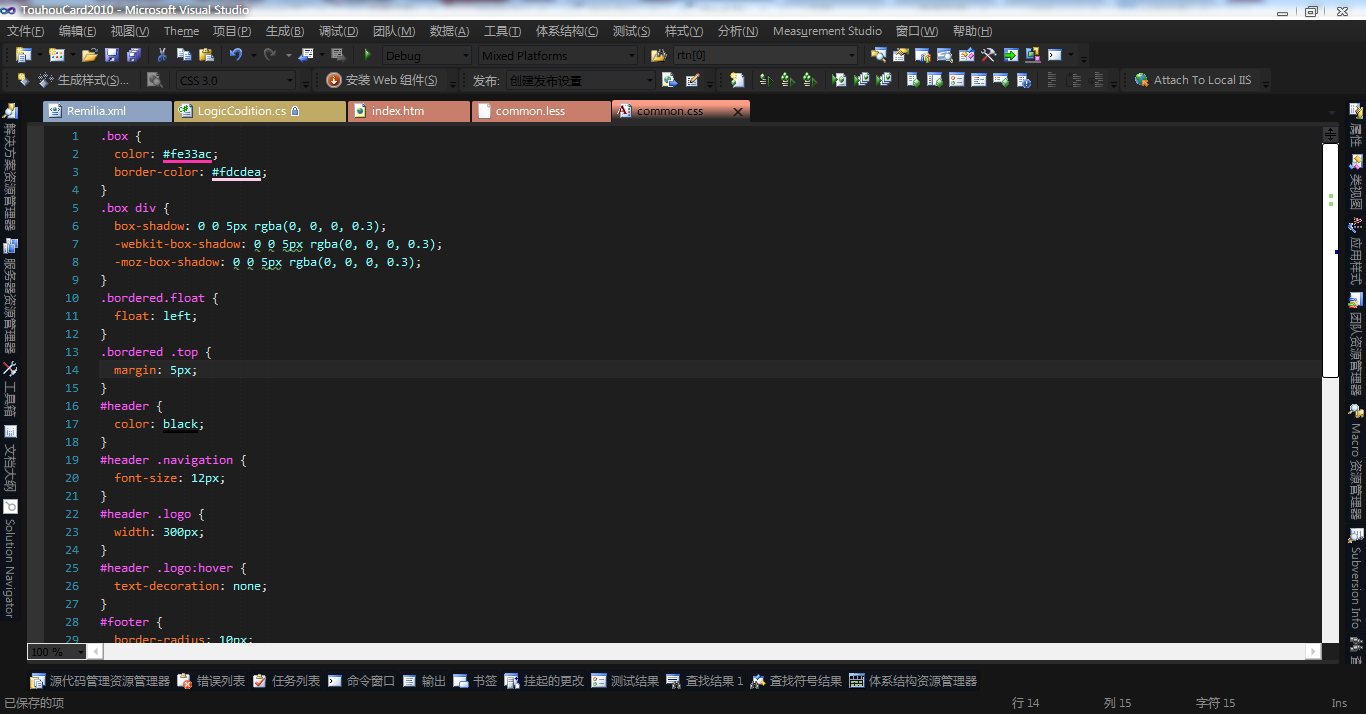 TouhouCard2010 - Microsoft Visual Studio
文件(F) 编辑(E) 视图(V) Theme 项目(P) 生成(B) 调试(D) 团队(M) 数据(A) 工具(T) 体系结构(C) 测试(S) 样式(Y) 分析(N) Measurement Studio 窗口(W) 帮助(H)
Debug Mixed Platforms rtn[0]
生成样式(S)... CSS 3.0 安装 Web 组件(S) 发布: 创建发布设置 Attach To Local IIS
Remilia.xml LogicCodition.cs index.htm common.less common.css
1 .box {
2 color: #fe33ac;
3 border-color: #fdcdea;
4 }
5 .box div {
6 box-shadow: 0 0 5px rgba(0, 0, 0, 0.3);
7 -webkit-box-shadow: 0 0 5px rgba(0, 0, 0, 0.3);
8 -moz-box-shadow: 0 0 5px rgba(0, 0, 0, 0.3);
9 }
10 .bordered.float {
11 float: left;
12 }
13 .bordered .top {
14 margin: 5px;
15 }
16 #header {
17 color: black;
18 }
19 #header .navigation {
20 font-size: 12px;
21 }
22 #header .logo {
23 width: 300px;
24 }
25 #header .logo:hover {
26 text-decoration: none;
27 }
28 #footer {
29 border-radius: 10px;
100 %
解决方案资源管理器
服务器资源管理器
工具箱
文档大纲
Solution Navigator
属性
类视图
应用样式
团队资源管理器
Macro 资源管理器
Subversion Info
源代码管理资源管理器 错误列表 任务列表 命令窗口 输出 书签 挂起的更改 测试结果 查找结果 1 查找符号结果 体系结构资源管理器
已保存的项 行 14 列 15 字符 15 Ins